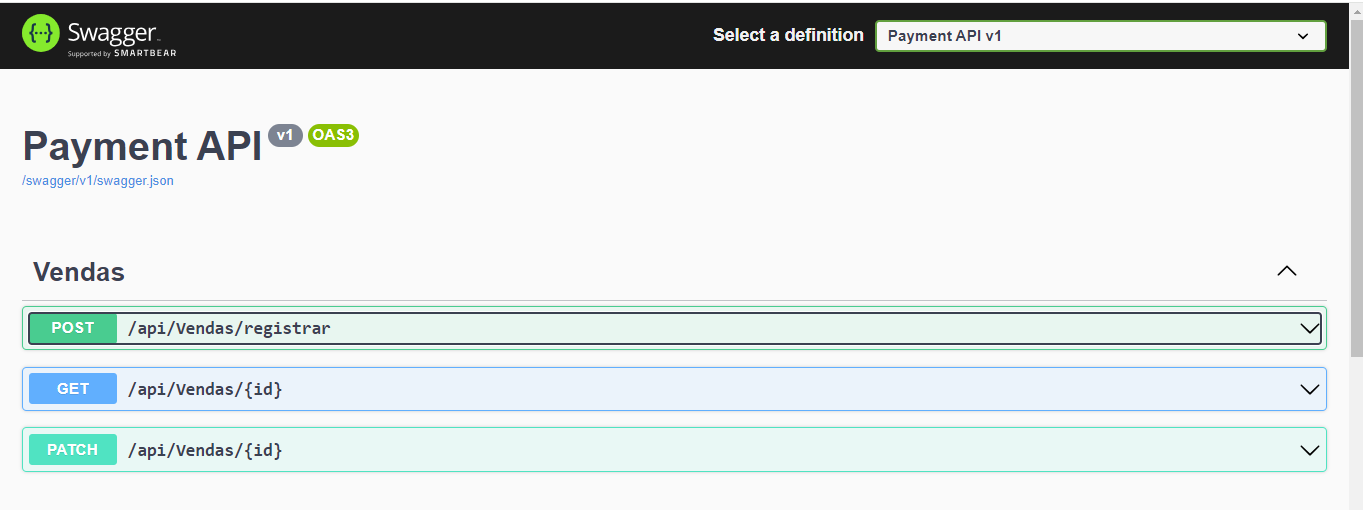 {···} Swagger™
Supported by SMARTBEAR
Select a definition
Payment API v1
Payment API v1 OAS3
/swagger/v1/swagger.json
Vendas
POST /api/Vendas/registrar
GET /api/Vendas/{id}
PATCH /api/Vendas/{id}